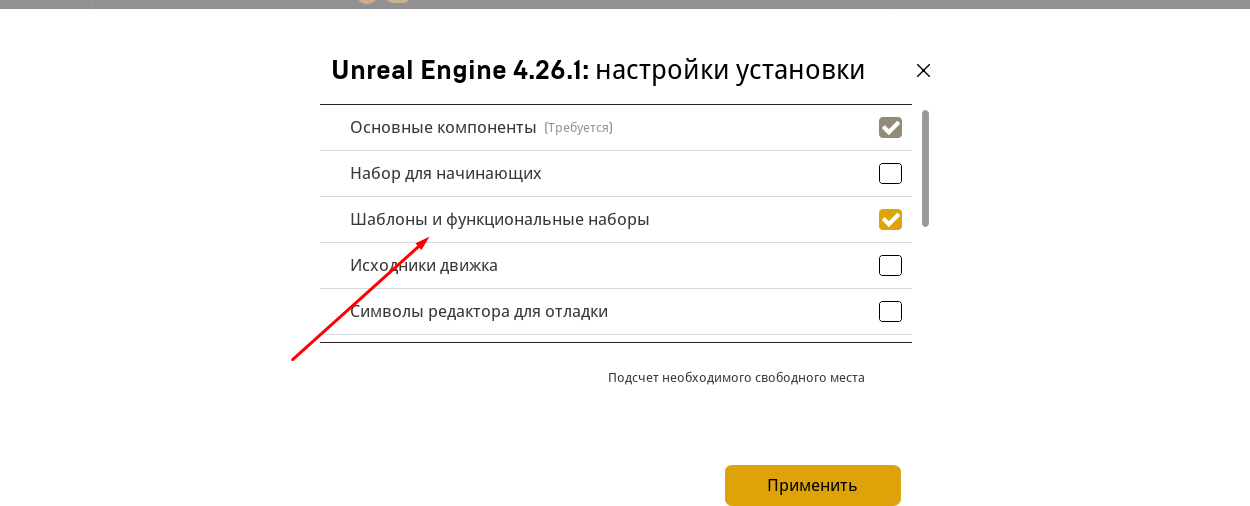 Unreal Engine 4.26.1: настройки установки
Основные компоненты (Требуется)
Набор для начинающих
Шаблоны и функциональные наборы
Исходники движка
Символы редактора для отладки
Подсчет необходимого свободного места
Применить